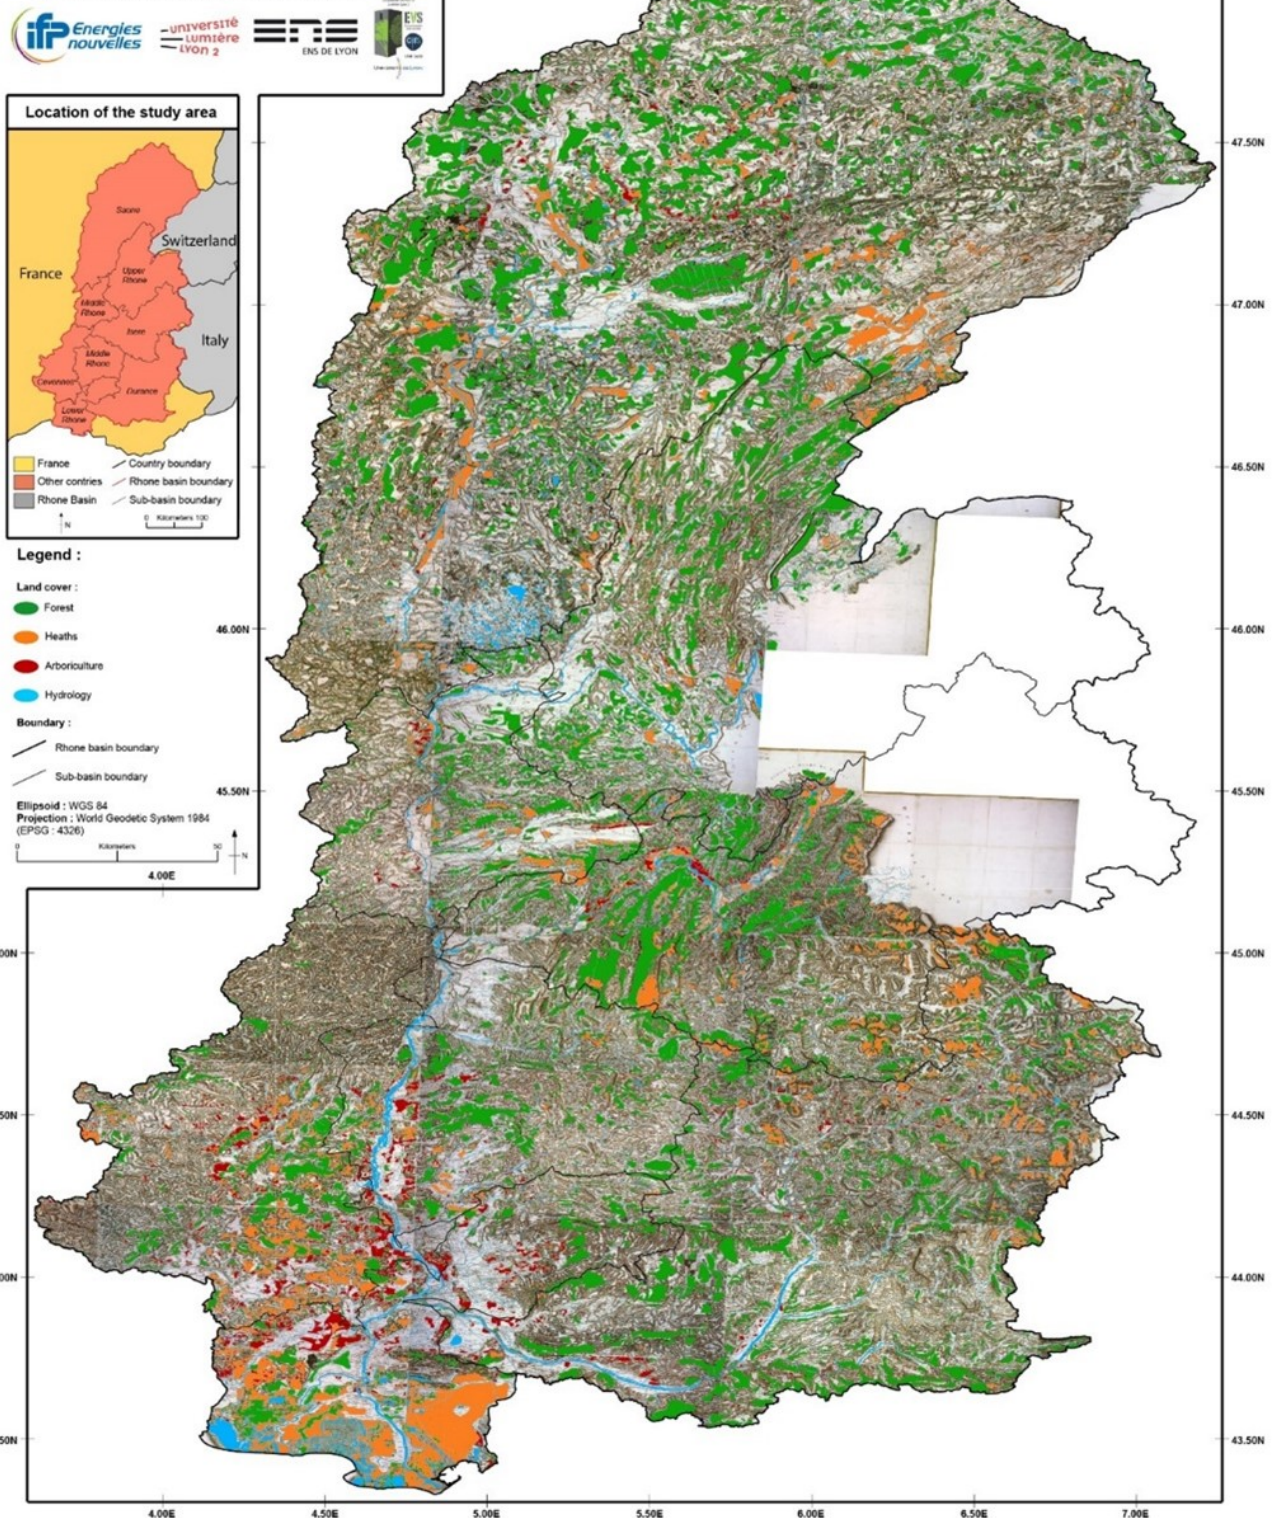 ifp Energies
nouvelles
UNIVERSITÉ
LUMIÈRE
LYON 2
ENS
ENS DE LYON
EVS
Location of the study area
Saone
Switzerland
France
Upper
Rhone
Middle
Rhone
Isere
Italy
Middle
Rhone
Cevennes
Durance
Lower
Rhone
France
Country boundary
Other contries
Rhone basin boundary
Rhone Basin
Sub-basin boundary
N
0 Kilometers 100
Legend :
Land cover :
Forest
Heaths
Arboriculture
Hydrology
Boundary :
Rhone basin boundary
Sub-basin boundary
Ellipsoid : WGS 84
Projection : World Geodetic System 1984
(EPSG : 4326)
0 Kilometers 50
N
4.00E
47.50N
47.00N
46.50N
46.00N
46.00N
45.50N
45.50N
00N
45.00N
50N
44.50N
00N
44.00N
50N
43.50N
4.00E
4.50E
5.00E
5.50E
6.00E
6.50E
7.00E